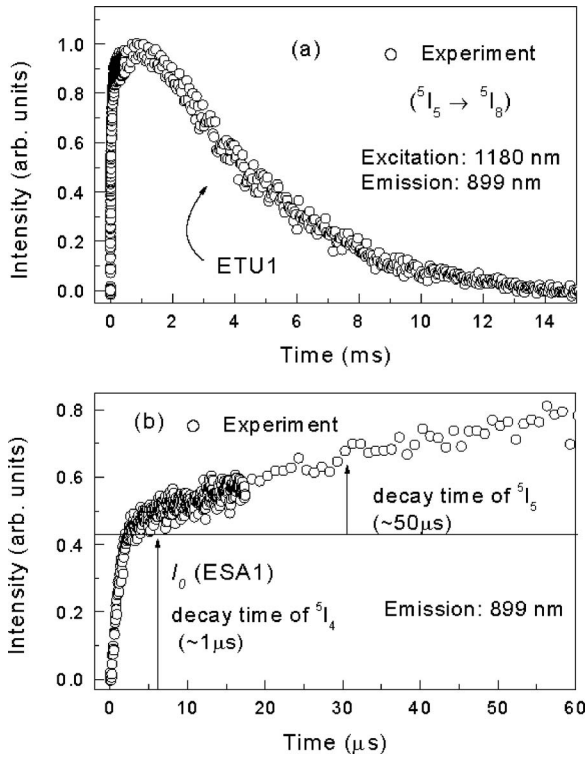 (a)
Experiment
(⁵I₅ → ⁵I₈)
Excitation: 1180 nm
Emission: 899 nm
ETU1
Intensity (arb. units)
1.0
0.8
0.6
0.4
0.2
0.0
0 2 4 6 8 10 12 14
Time (ms)
(b)
Experiment
decay time of ⁵I₅
(~50μs)
I₀ (ESA1)
decay time of ⁵I₄
(~1μs)
Emission: 899 nm
Intensity (arb. units)
0.8
0.6
0.4
0.2
0.0
0 10 20 30 40 50 60
Time (μs)